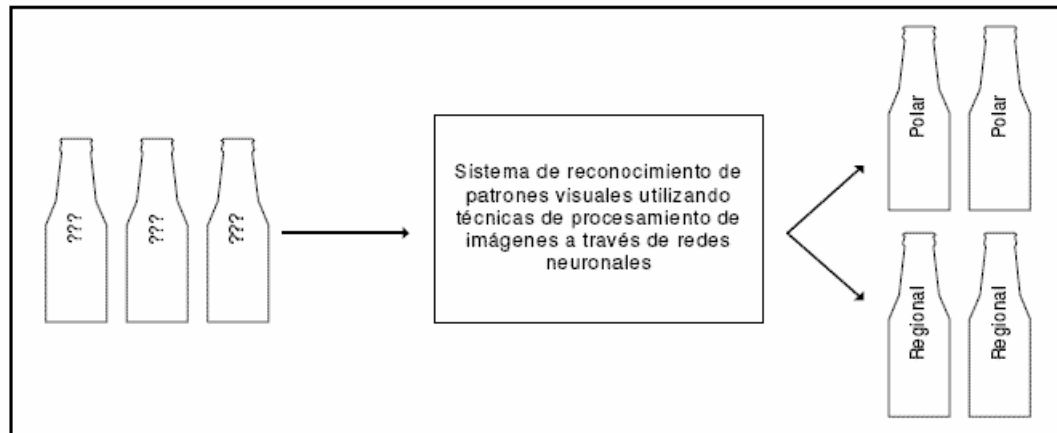 ???
???
???
Sistema de reconocimiento de
patrones visuales utilizando
técnicas de procesamiento de
imágenes a través de redes
neuronales
Polar
Polar
Regional
Regional